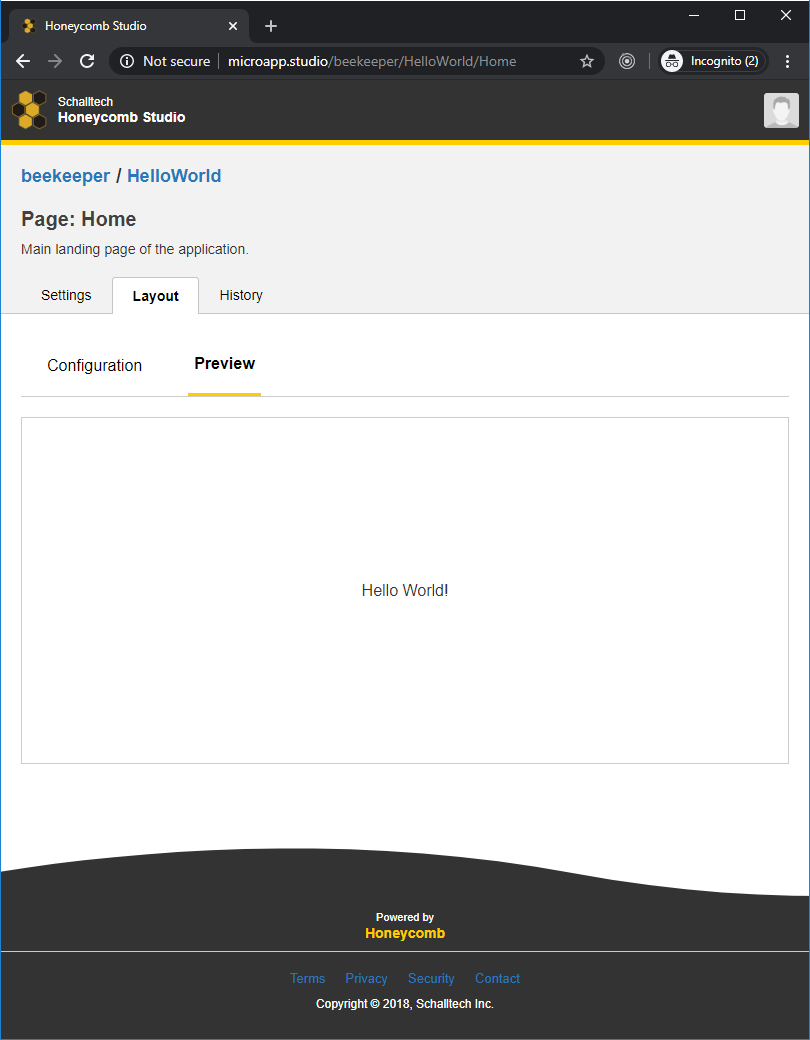 Honeycomb Studio
Not secure
microapp.studio/beekeeper/HelloWorld/Home
Incognito (2)
Schalltech
Honeycomb Studio
beekeeper / HelloWorld
Page: Home
Main landing page of the application.
Settings Layout History
Configuration Preview
Hello World!
Powered by
Honeycomb
Terms Privacy Security Contact
Copyright © 2018, Schalltech Inc.